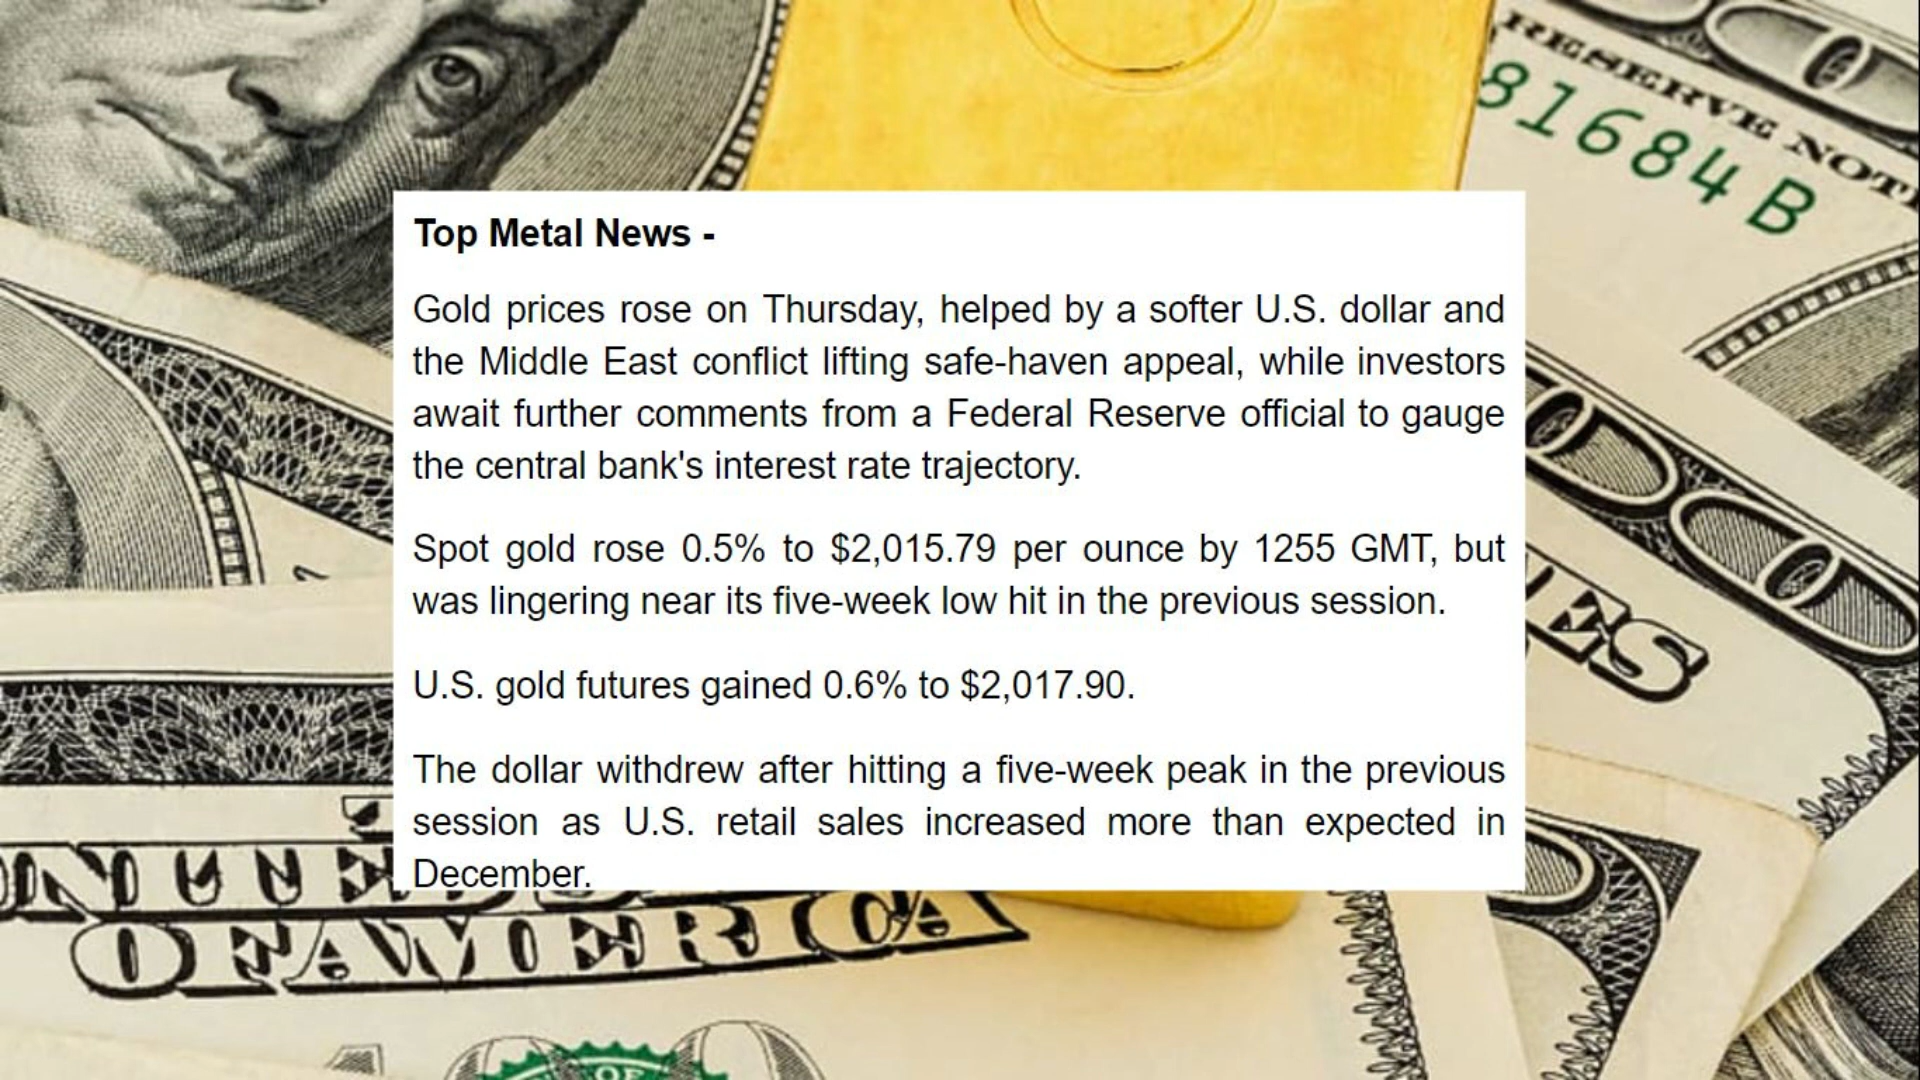 RESERVE NOT
81684 B
Top Metal News -
Gold prices rose on Thursday, helped by a softer U.S. dollar and
the Middle East conflict lifting safe-haven appeal, while investors
await further comments from a Federal Reserve official to gauge
the central bank's interest rate trajectory.
Spot gold rose 0.5% to $2,015.79 per ounce by 1255 GMT, but
was lingering near its five-week low hit in the previous session.
U.S. gold futures gained 0.6% to $2,017.90.
The dollar withdrew after hitting a five-week peak in the previous
session as U.S. retail sales increased more than expected in
December.
OF AMERICA
OF